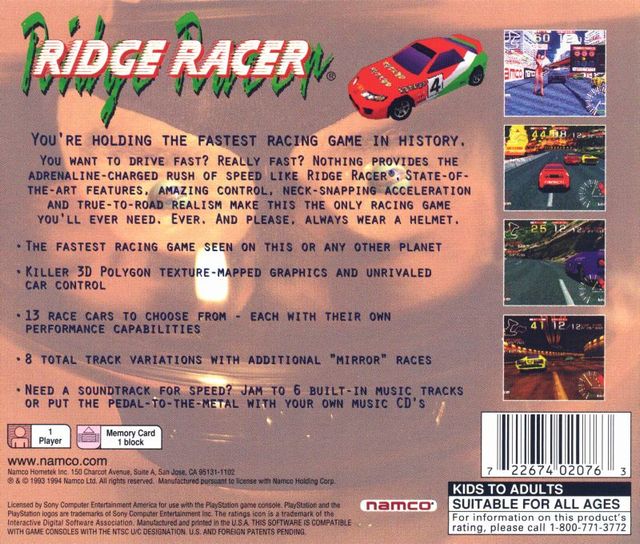 RIDGE RACER®
YOU'RE HOLDING THE FASTEST RACING GAME IN HISTORY.
YOU WANT TO DRIVE FAST? REALLY FAST? NOTHING PROVIDES THE
ADRENALINE-CHARGED RUSH OF SPEED LIKE RIDGE RACER®. STATE-OF-
THE-ART FEATURES, AMAZING CONTROL, NECK-SNAPPING ACCELERATION
AND TRUE-TO-ROAD REALISM MAKE THIS THE ONLY RACING GAME
YOU'LL EVER NEED. EVER. AND PLEASE, ALWAYS WEAR A HELMET.
· THE FASTEST RACING GAME SEEN ON THIS OR ANY OTHER PLANET
· KILLER 3D POLYGON TEXTURE-MAPPED GRAPHICS AND UNRIVALED
CAR CONTROL
· 13 RACE CARS TO CHOOSE FROM - EACH WITH THEIR OWN
PERFORMANCE CAPABILITIES
· 8 TOTAL TRACK VARIATIONS WITH ADDITIONAL "MIRROR" RACES
· NEED A SOUNDTRACK FOR SPEED? JAM TO 6 BUILT-IN MUSIC TRACKS
OR PUT THE PEDAL-TO-THE-METAL WITH YOUR OWN MUSIC CD'S
1
Player
Memory Card
1 block
www.namco.com
Namco Hometek Inc. 150 Charcot Avenue, Suite A, San Jose, CA 95131-1102
® & © 1993 1994 Namco Ltd. All rights reserved. Manufactured pursuant to license with Namco Holding Corp.
Licensed by Sony Computer Entertainment America for use with the PlayStation game console. PlayStation and the
PlayStation logos are trademarks of Sony Computer Entertainment Inc. The ratings icon is a trademark of the
Interactive Digital Software Association. Manufactured and printed in the U.S.A. THIS SOFTWARE IS COMPATIBLE
WITH GAME CONSOLES WITH THE NTSC U/C DESIGNATION. U.S. AND FOREIGN PATENTS PENDING.
namco®
4
7 22674 02076 3
KIDS TO ADULTS
SUITABLE FOR ALL AGES
For information on this product's
rating, please call 1-800-771-3772